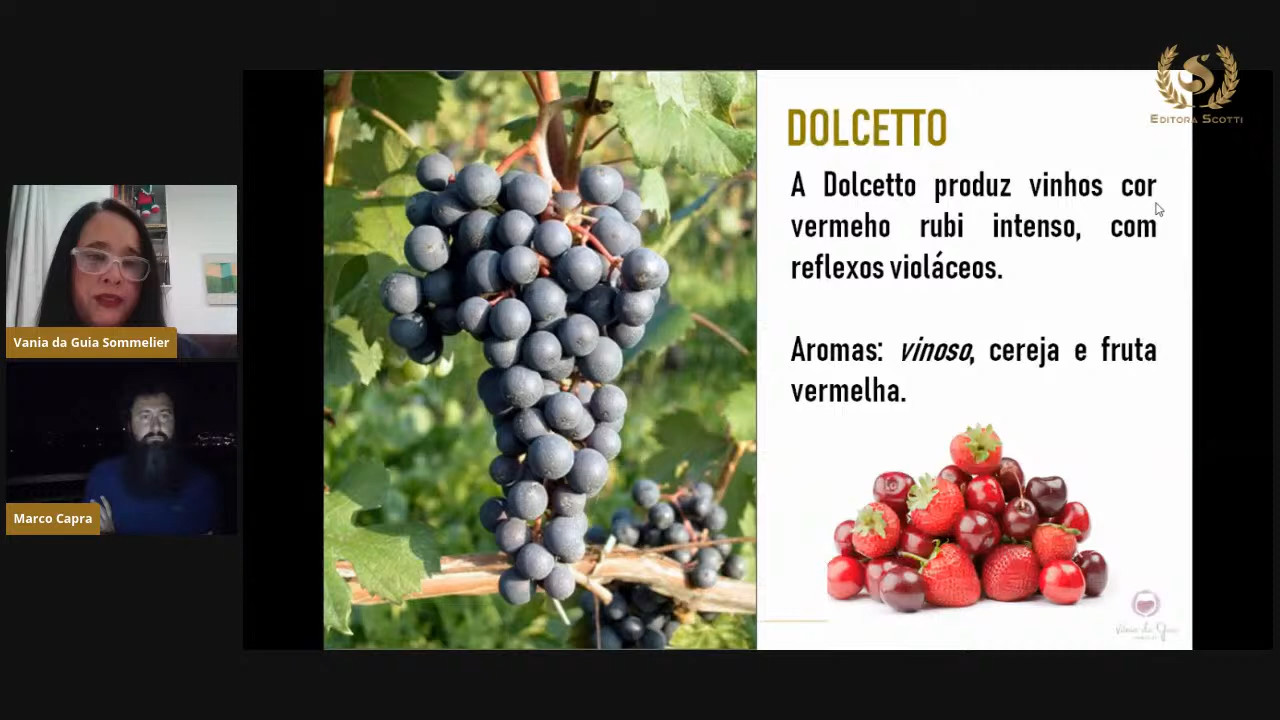 EDITORA SCOTTI
DOLCETTO
A Dolcetto produz vinhos cor
vermeho rubi intenso, com
reflexos violáceos.
Aromas: vinoso, cereja e fruta
vermelha.
Vania da Guia Sommelier
Marco Capra